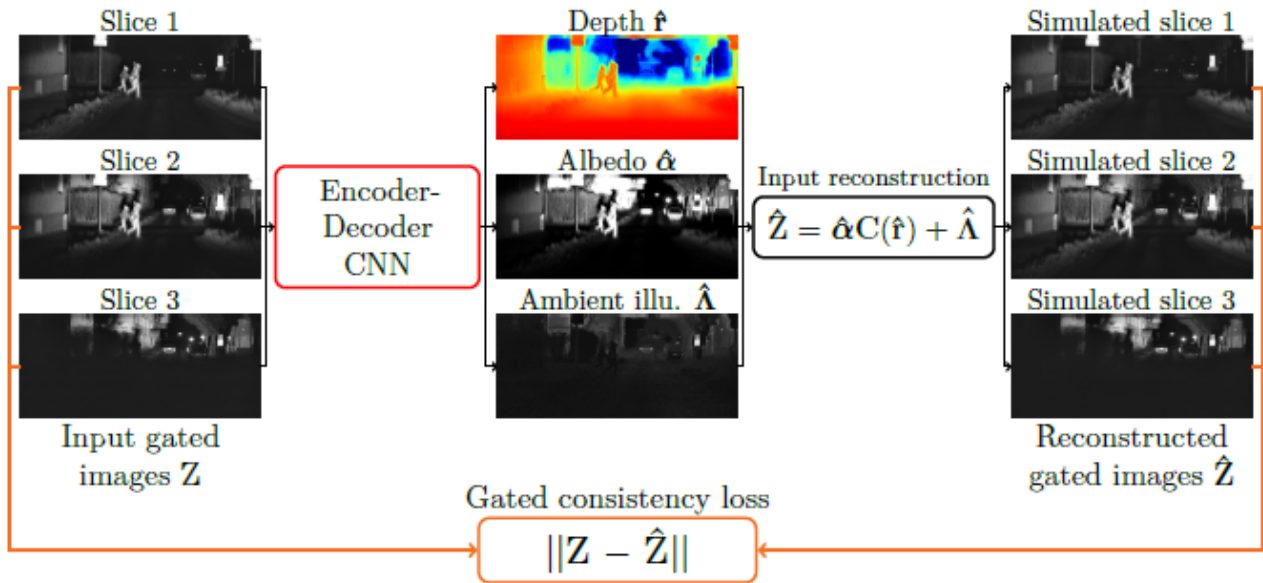 Slice 1
Depth r̂
Simulated slice 1
Slice 2
Albedo α̂
Simulated slice 2
Encoder-
Decoder
CNN
Input reconstruction
Ẑ = α̂C(r̂) + Λ̂
Slice 3
Ambient illu. Λ̂
Simulated slice 3
Input gated
images Z
Reconstructed
gated images Ẑ
Gated consistency loss
||Z − Ẑ||